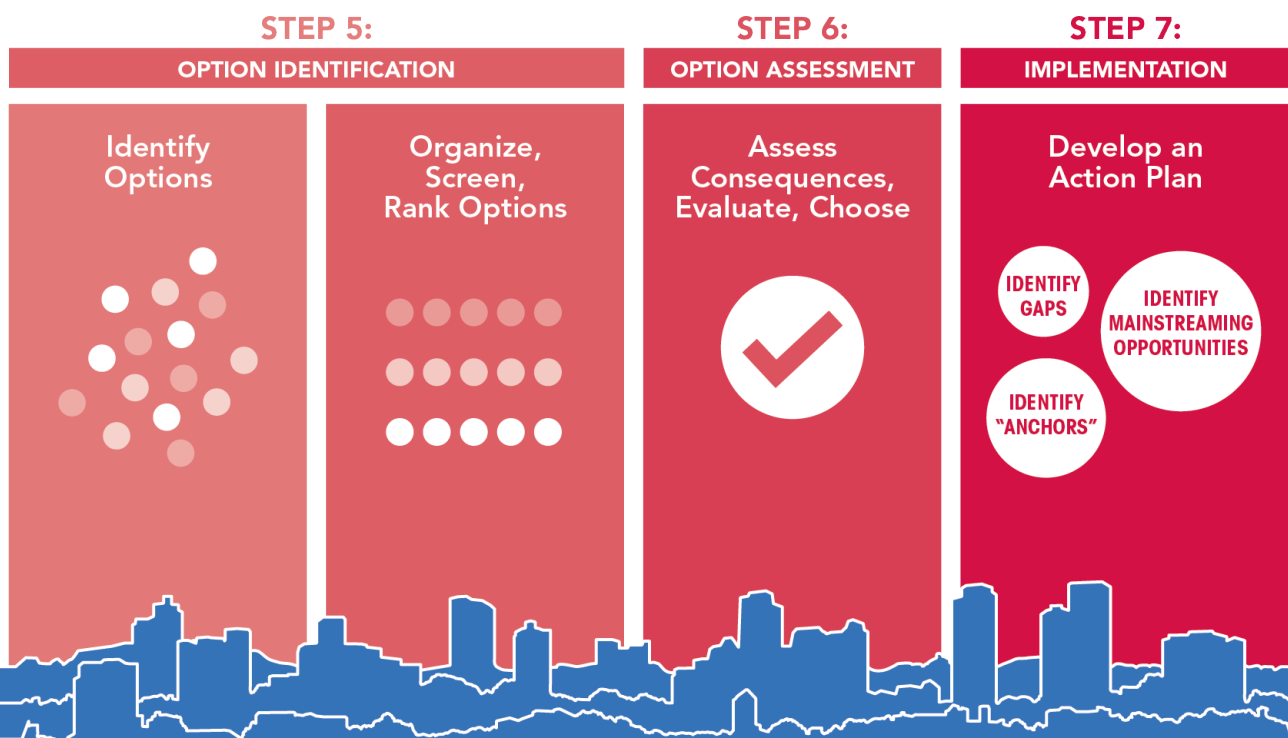 STEP 5:
OPTION IDENTIFICATION
Identify
Options
Organize,
Screen,
Rank Options
STEP 6:
OPTION ASSESSMENT
Assess
Consequences,
Evaluate, Choose
STEP 7:
IMPLEMENTATION
Develop an
Action Plan
IDENTIFY
GAPS
IDENTIFY
MAINSTREAMING
OPPORTUNITIES
IDENTIFY
“ANCHORS”